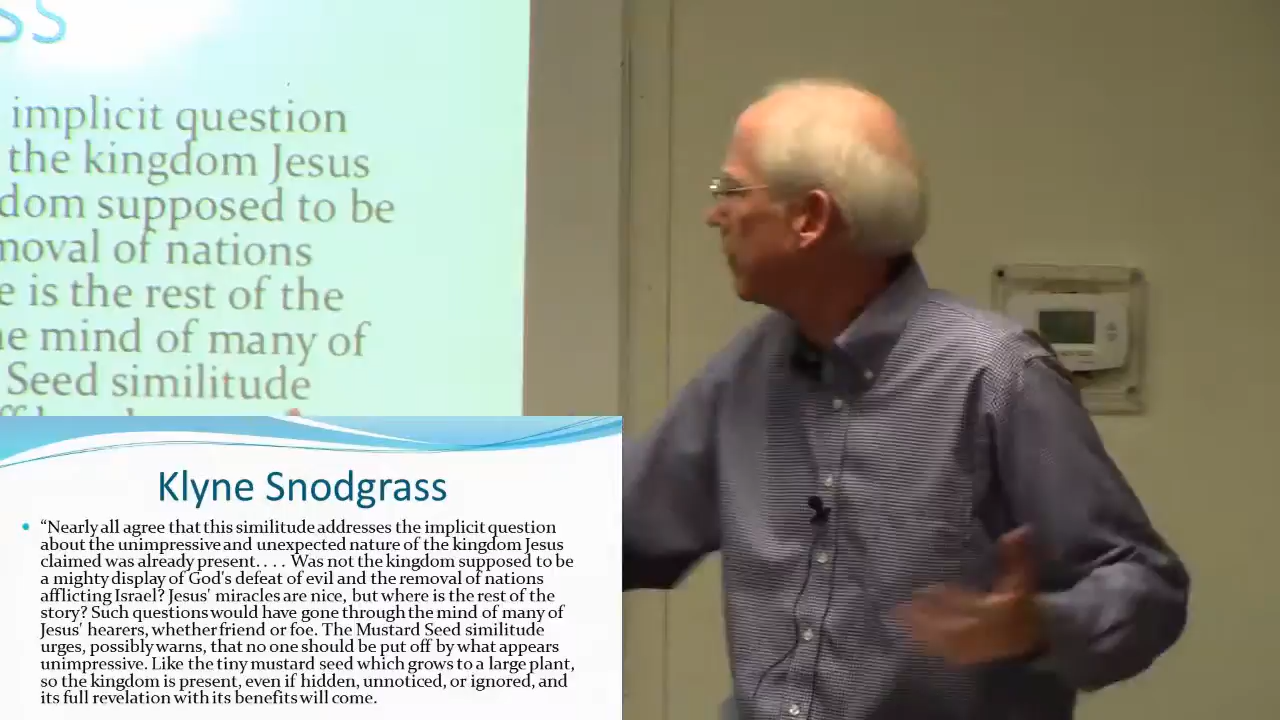 ss
implicit question
the kingdom Jesus
dom supposed to be
moval of nations
e is the rest of the
e mind of many of
Seed similitude
Klyne Snodgrass
• “Nearly all agree that this similitude addresses the implicit question
about the unimpressive and unexpected nature of the kingdom Jesus
claimed was already present. . . . Was not the kingdom supposed to be
a mighty display of God's defeat of evil and the removal of nations
afflicting Israel? Jesus' miracles are nice, but where is the rest of the
story? Such questions would have gone through the mind of many of
Jesus' hearers, whether friend or foe. The Mustard Seed similitude
urges, possibly warns, that no one should be put off by what appears
unimpressive. Like the tiny mustard seed which grows to a large plant,
so the kingdom is present, even if hidden, unnoticed, or ignored, and
its full revelation with its benefits will come.